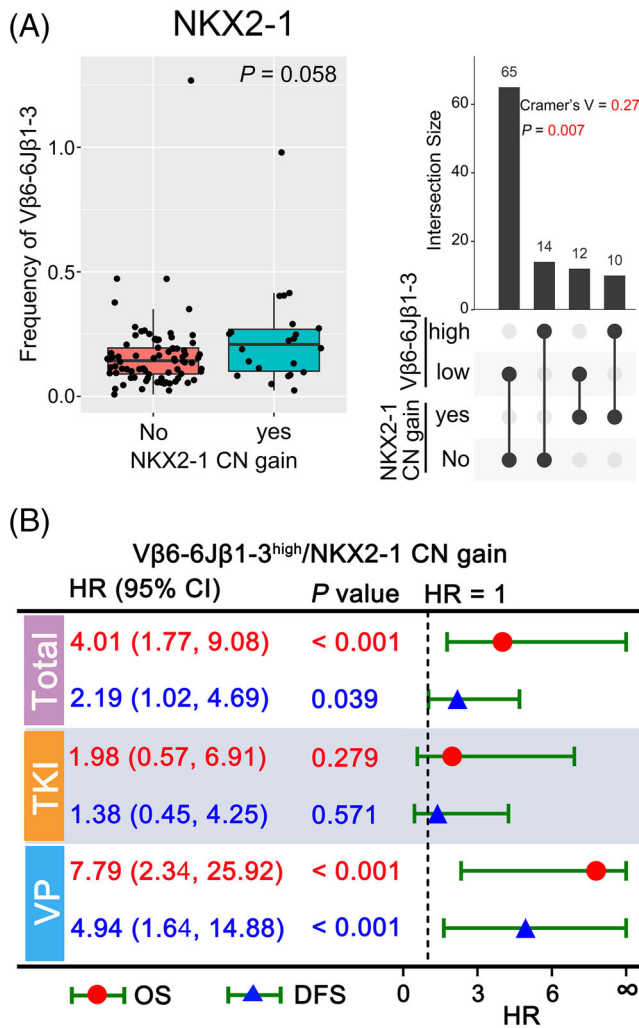 (A)
NKX2-1
P = 0.058
Frequency of Vβ6-6Jβ1-3
1.0
0.5
0.0
No
yes
NKX2-1 CN gain
65
Cramer's V = 0.27
P = 0.007
Intersection Size
60
40
20
0
14
12
10
Vβ6-6Jβ1-3
high
low
NKX2-1
CN gain
yes
No
(B)
Vβ6-6Jβ1-3high/NKX2-1 CN gain
HR (95% CI) P value HR = 1
Total
4.01 (1.77, 9.08) < 0.001
2.19 (1.02, 4.69) 0.039
TKI
1.98 (0.57, 6.91) 0.279
1.38 (0.45, 4.25) 0.571
VP
7.79 (2.34, 25.92) < 0.001
4.94 (1.64, 14.88) < 0.001
OS DFS
0 3 6 ∞
HR